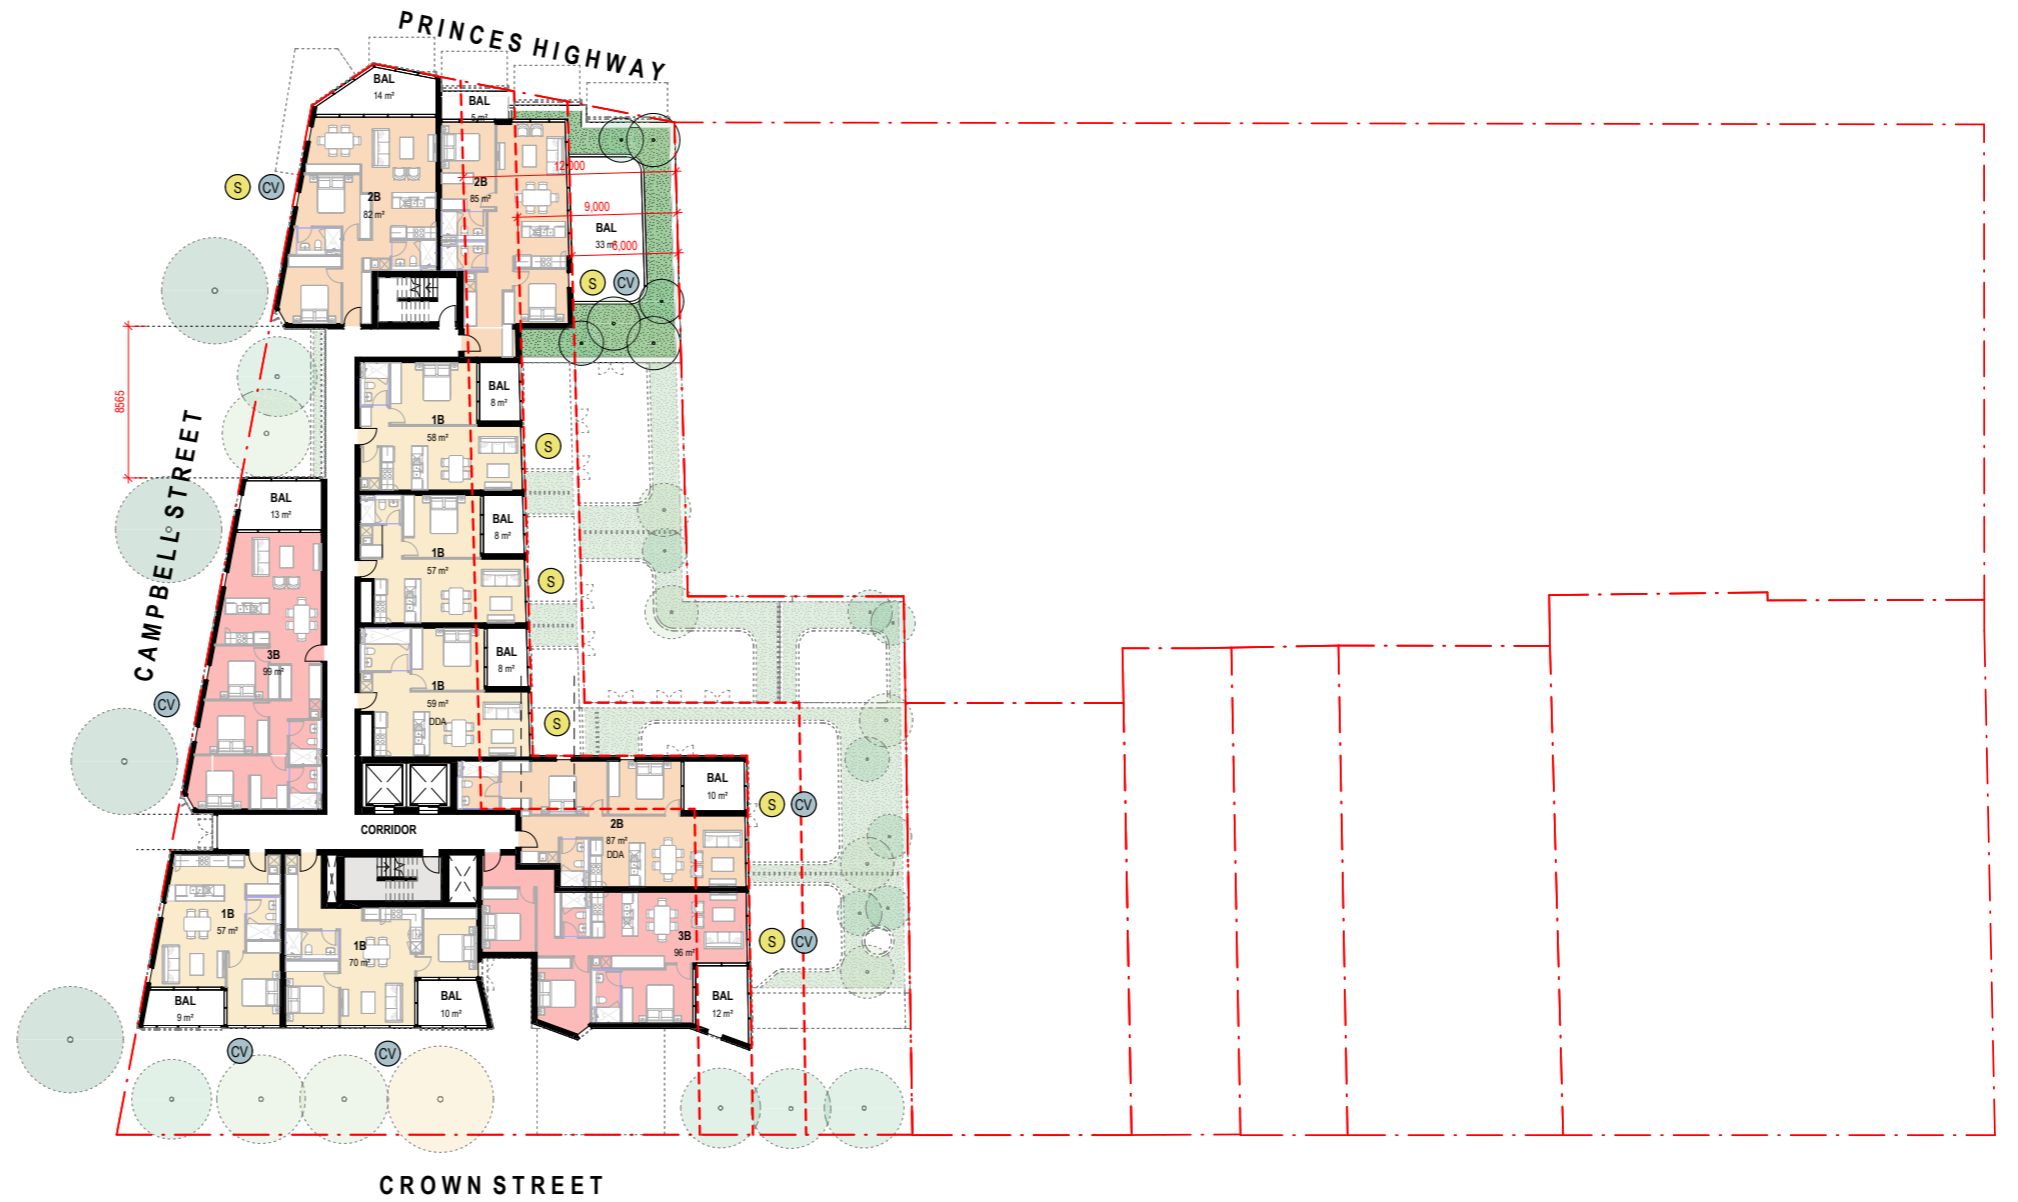 PRINCES HIGHWAY
BAL
14 m²
BAL
5 m²
12,000
S
CV
2B
82 m²
2B
85 m²
9,000
BAL
33 m²
6,000
S
CV
8565
BAL
8 m²
1B
58 m²
S
CAMPBELL STREET
BAL
13 m²
BAL
8 m²
1B
57 m²
S
3B
99 m²
BAL
8 m²
1B
59 m²
DDA
CV
S
BAL
10 m²
S
CV
CORRIDOR
2B
87 m²
DDA
1B
57 m²
1B
70 m²
3B
96 m²
S
CV
BAL
9 m²
BAL
10 m²
BAL
12 m²
CV
CV
CROWN STREET